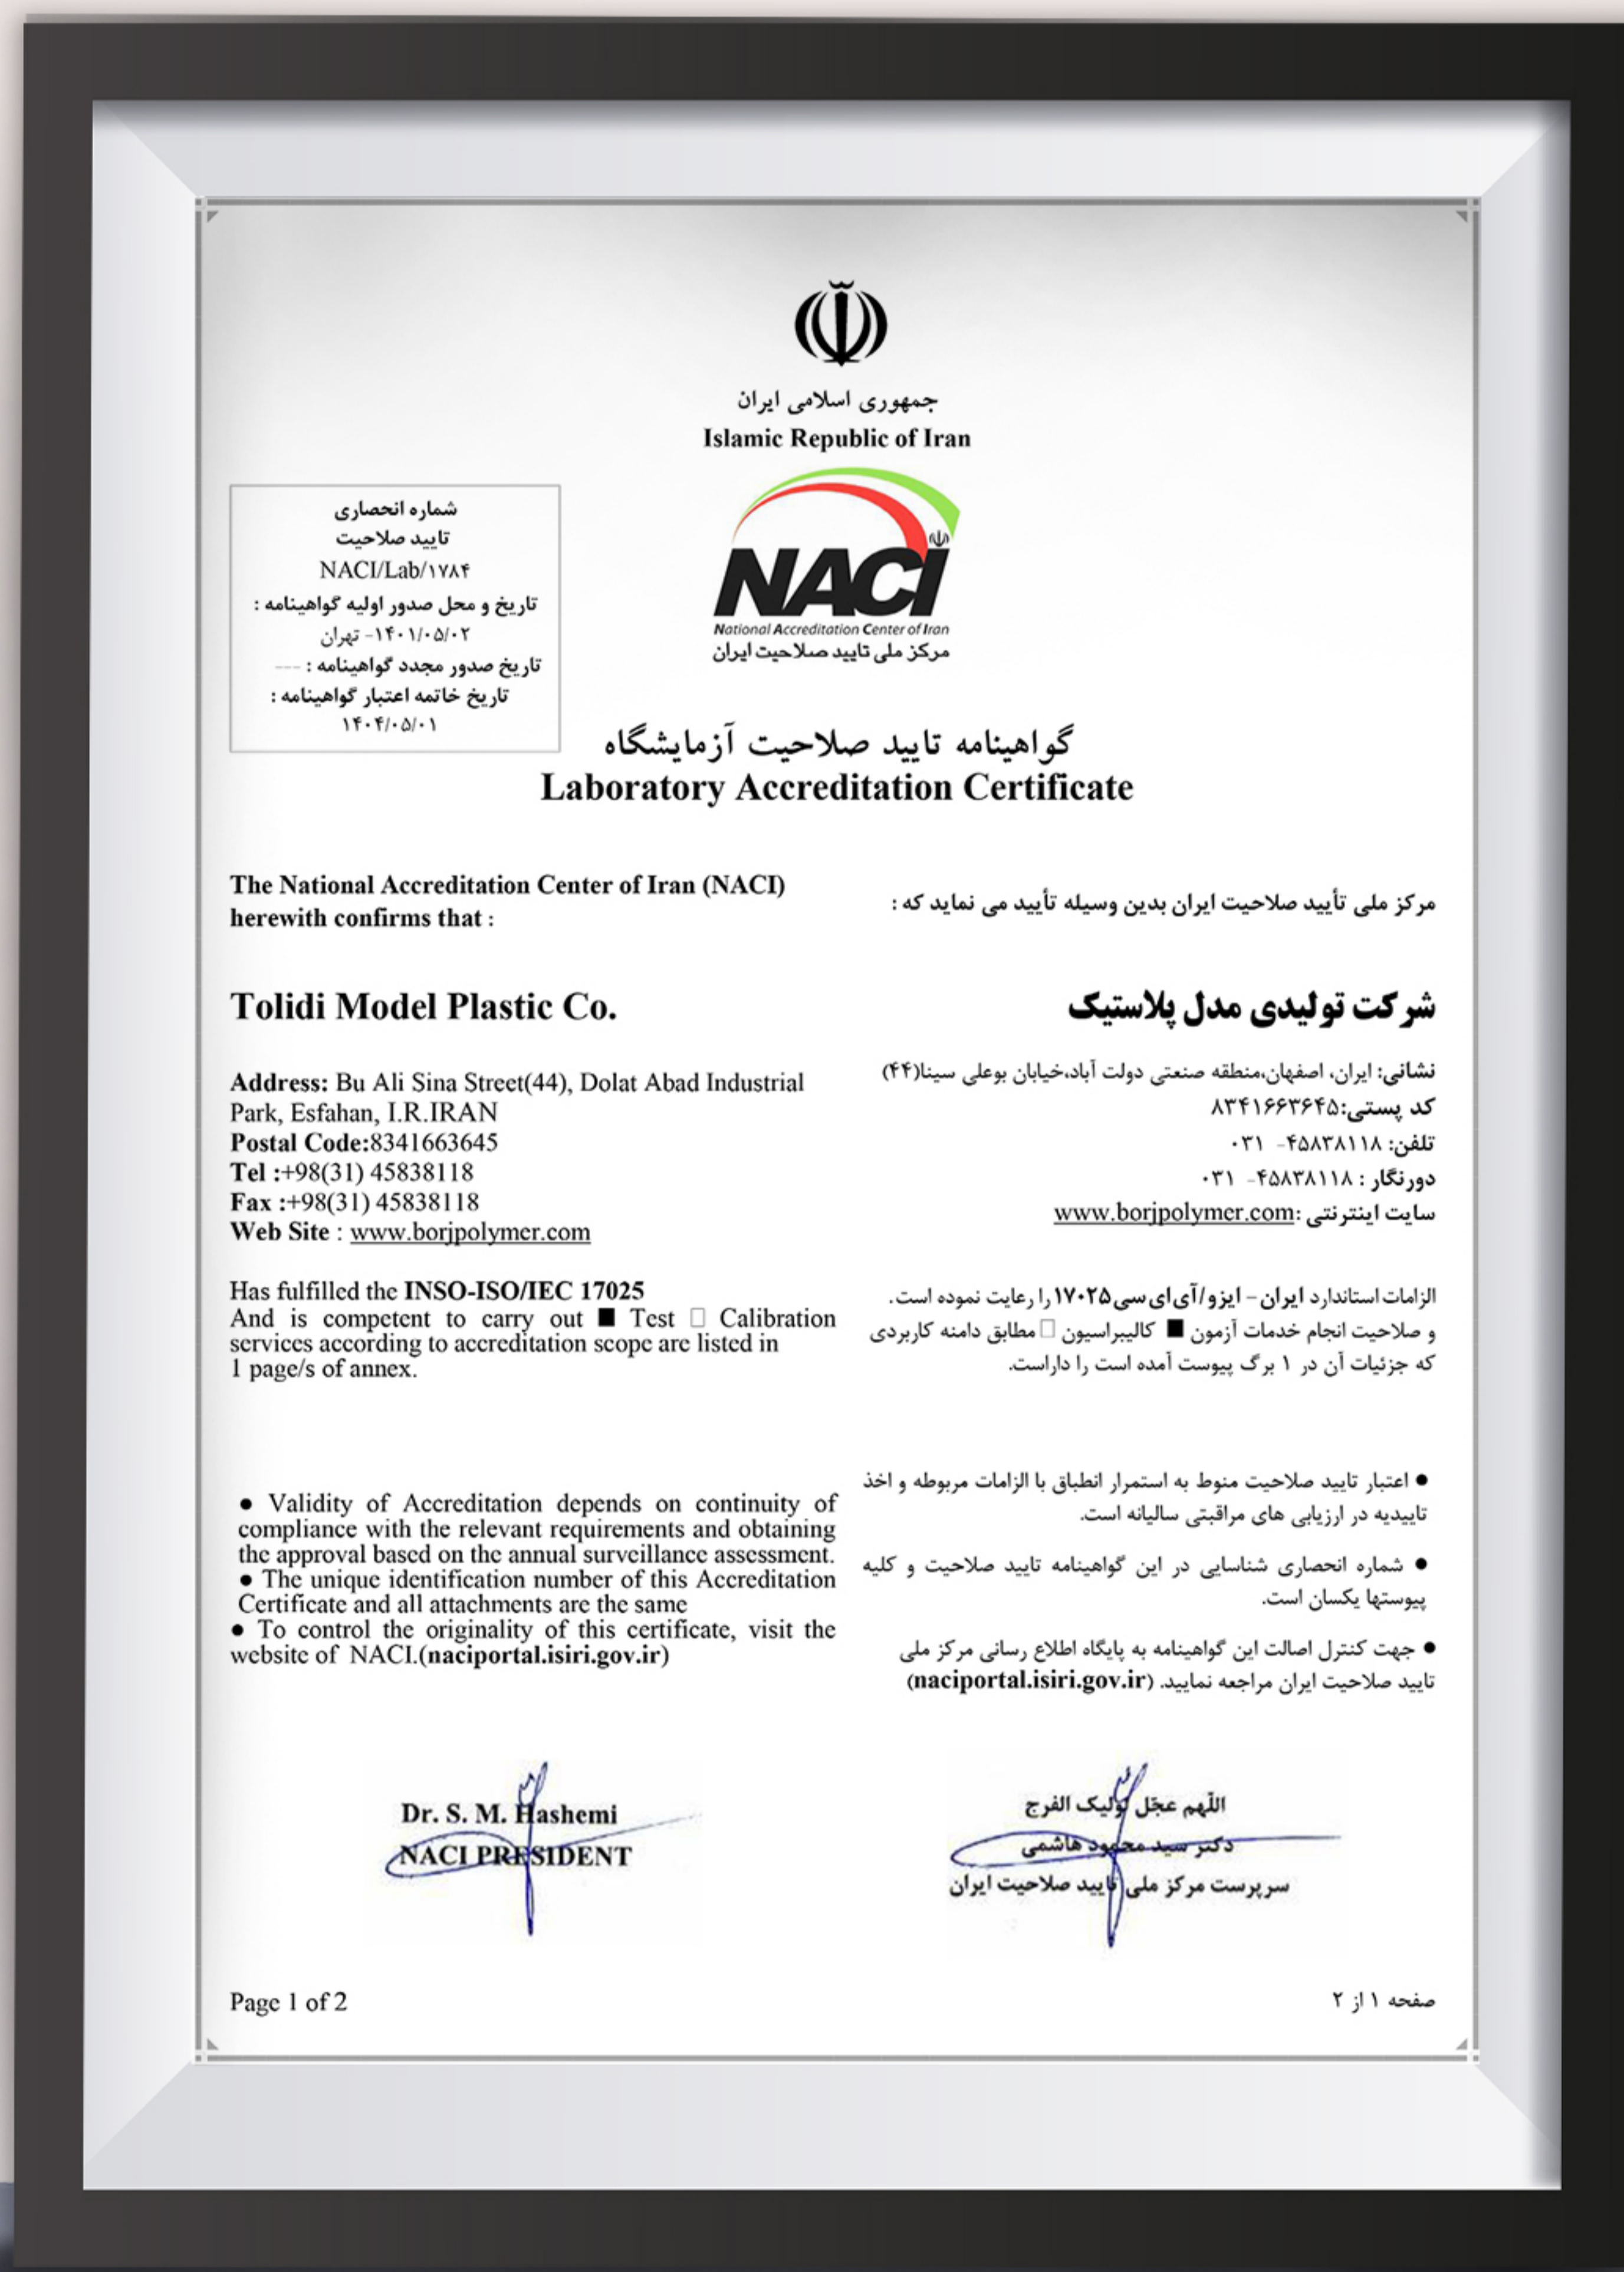 جمهوری اسلامی ایران
Islamic Republic of Iran
شماره انحصاری
تایید صلاحیت
NACI/Lab/۱۷۸۴
تاریخ و محل صدور اولیه گواهینامه :
۱۴۰۱/۰۵/۰۲- تهران
تاریخ صدور مجدد گواهینامه : ---
تاریخ خاتمه اعتبار گواهینامه :
۱۴۰۴/۰۵/۰۱
NACI
National Accreditation Center of Iran
مرکز ملی تایید صلاحیت ایران
گواهینامه تایید صلاحیت آزمایشگاه
Laboratory Accreditation Certificate
The National Accreditation Center of Iran (NACI)
herewith confirms that :
مرکز ملی تأیید صلاحیت ایران بدین وسیله تأیید می نماید که :
Tolidi Model Plastic Co.
شرکت تولیدی مدل پلاستیک
Address: Bu Ali Sina Street(44), Dolat Abad Industrial
Park, Esfahan, I.R.IRAN
Postal Code:8341663645
Tel :+98(31) 45838118
Fax :+98(31) 45838118
Web Site : www.borjpolymer.com
نشانی: ایران، اصفهان،منطقه صنعتی دولت آباد،خیابان بوعلی سینا(۴۴)
کد پستی:۸۳۴۱۶۶۳۶۴۵
تلفن: ۴۵۸۳۸۱۱۸- ۰۳۱
دورنگار : ۴۵۸۳۸۱۱۸- ۰۳۱
سایت اینترنتی :www.borjpolymer.com
Has fulfilled the INSO-ISO/IEC 17025
And is competent to carry out ■ Test □ Calibration
services according to accreditation scope are listed in
1 page/s of annex.
الزامات استاندارد ایران – ایزو/آی ای سی ۱۷۰۲۵ را رعایت نموده است.
و صلاحیت انجام خدمات آزمون ■ کالیبراسیون □ مطابق دامنه کاربردی
که جزئیات آن در ۱ برگ پیوست آمده است را داراست.
● Validity of Accreditation depends on continuity of
compliance with the relevant requirements and obtaining
the approval based on the annual surveillance assessment.
● The unique identification number of this Accreditation
Certificate and all attachments are the same
● To control the originality of this certificate, visit the
website of NACI.(naciportal.isiri.gov.ir)
● اعتبار تایید صلاحیت منوط به استمرار انطباق با الزامات مربوطه و اخذ
تاییدیه در ارزیابی های مراقبتی سالیانه است.
● شماره انحصاری شناسایی در این گواهینامه تایید صلاحیت و کلیه
پیوستها یکسان است.
● جهت کنترل اصالت این گواهینامه به پایگاه اطلاع رسانی مرکز ملی
تایید صلاحیت ایران مراجعه نمایید. (naciportal.isiri.gov.ir)
Dr. S. M. Hashemi
NACI PRESIDENT
اللّهم عجّل لولیک الفرج
دکتر سید محمود هاشمی
سرپرست مرکز ملی تایید صلاحیت ایران
Page 1 of 2
صفحه ۱ از ۲